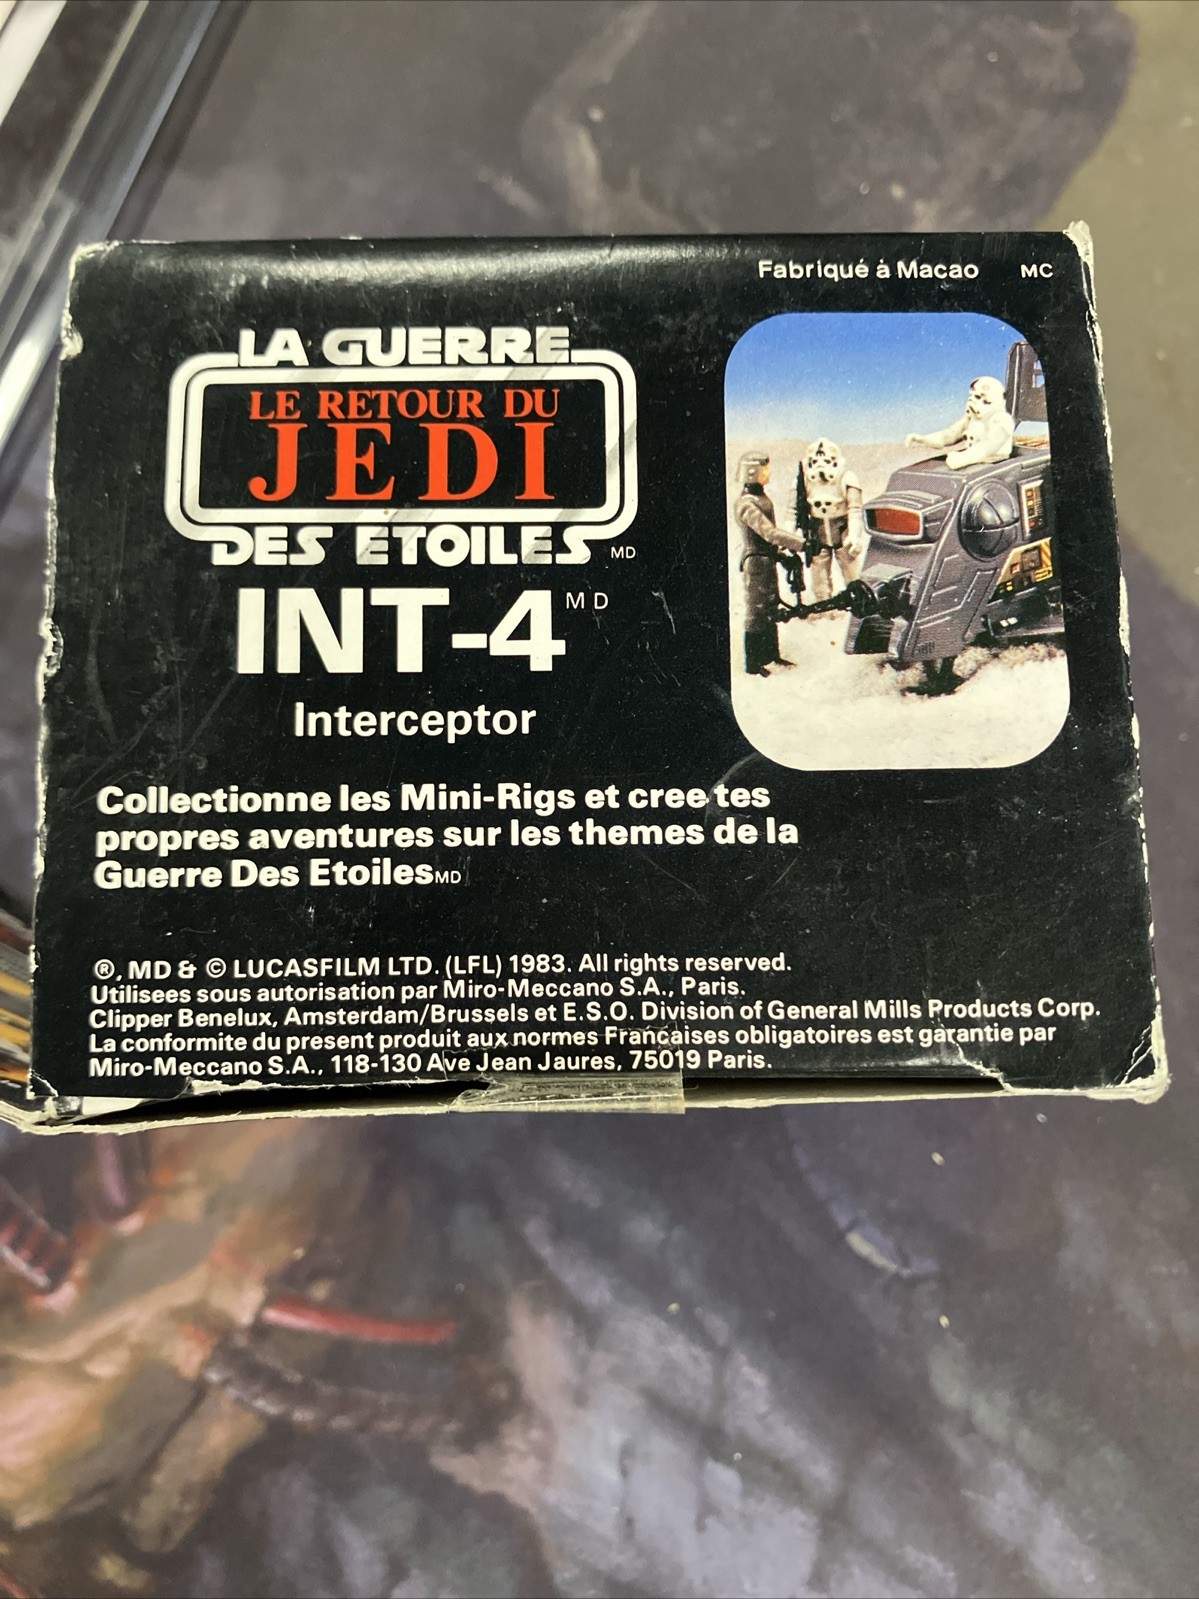 Fabriqué à Macao MC
LA GUERRE
LE RETOUR DU
JEDI
DES ETOILES MD
INT-4 MD
Interceptor
Collectionne les Mini-Rigs et cree tes
propres aventures sur les themes de la
Guerre Des Etoiles MD
®, MD & © LUCASFILM LTD. (LFL) 1983. All rights reserved.
Utilisees sous autorisation par Miro-Meccano S.A., Paris.
Clipper Benelux, Amsterdam/Brussels et E.S.O. Division of General Mills Products Corp.
La conformite du present produit aux normes Francaises obligatoires est garantie par
Miro-Meccano S.A., 118-130 Ave Jean Jaures, 75019 Paris.